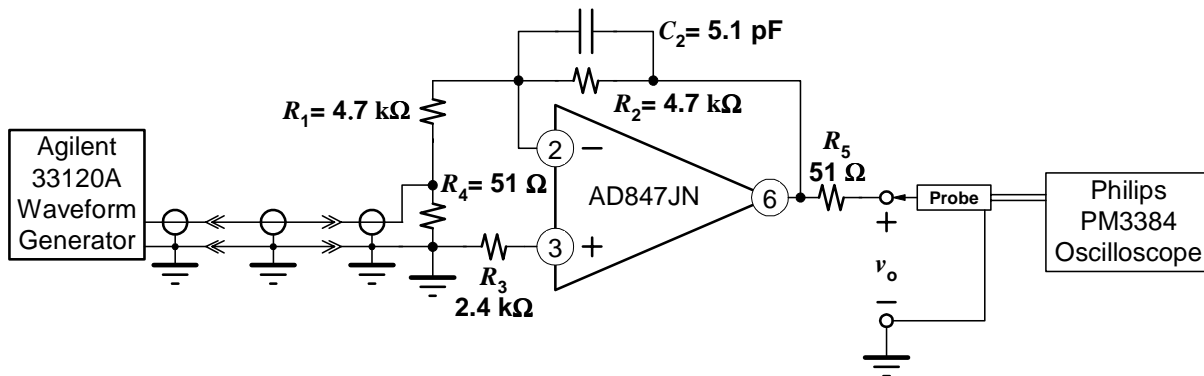 C2= 5.1 pF
R1= 4.7 kΩ
R2= 4.7 kΩ
Agilent
33120A
Waveform
Generator
R4= 51 Ω
2
−
AD847JN
6
R5
51 Ω
Probe
Philips
PM3384
Oscilloscope
3
+
R3
2.4 kΩ
+
vo
−